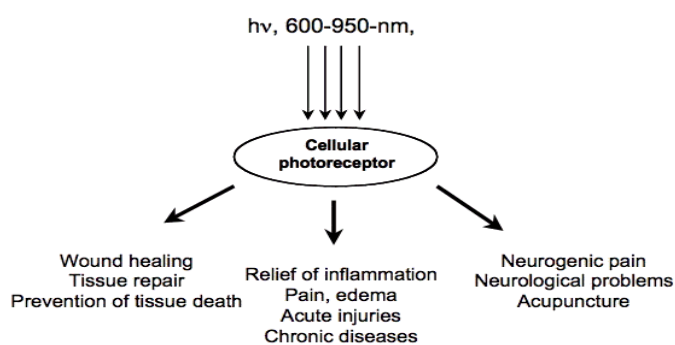 hν, 600-950-nm,
Cellular
photoreceptor
Wound healing
Tissue repair
Prevention of tissue death
Relief of inflammation
Pain, edema
Acute injuries
Chronic diseases
Neurogenic pain
Neurological problems
Acupuncture